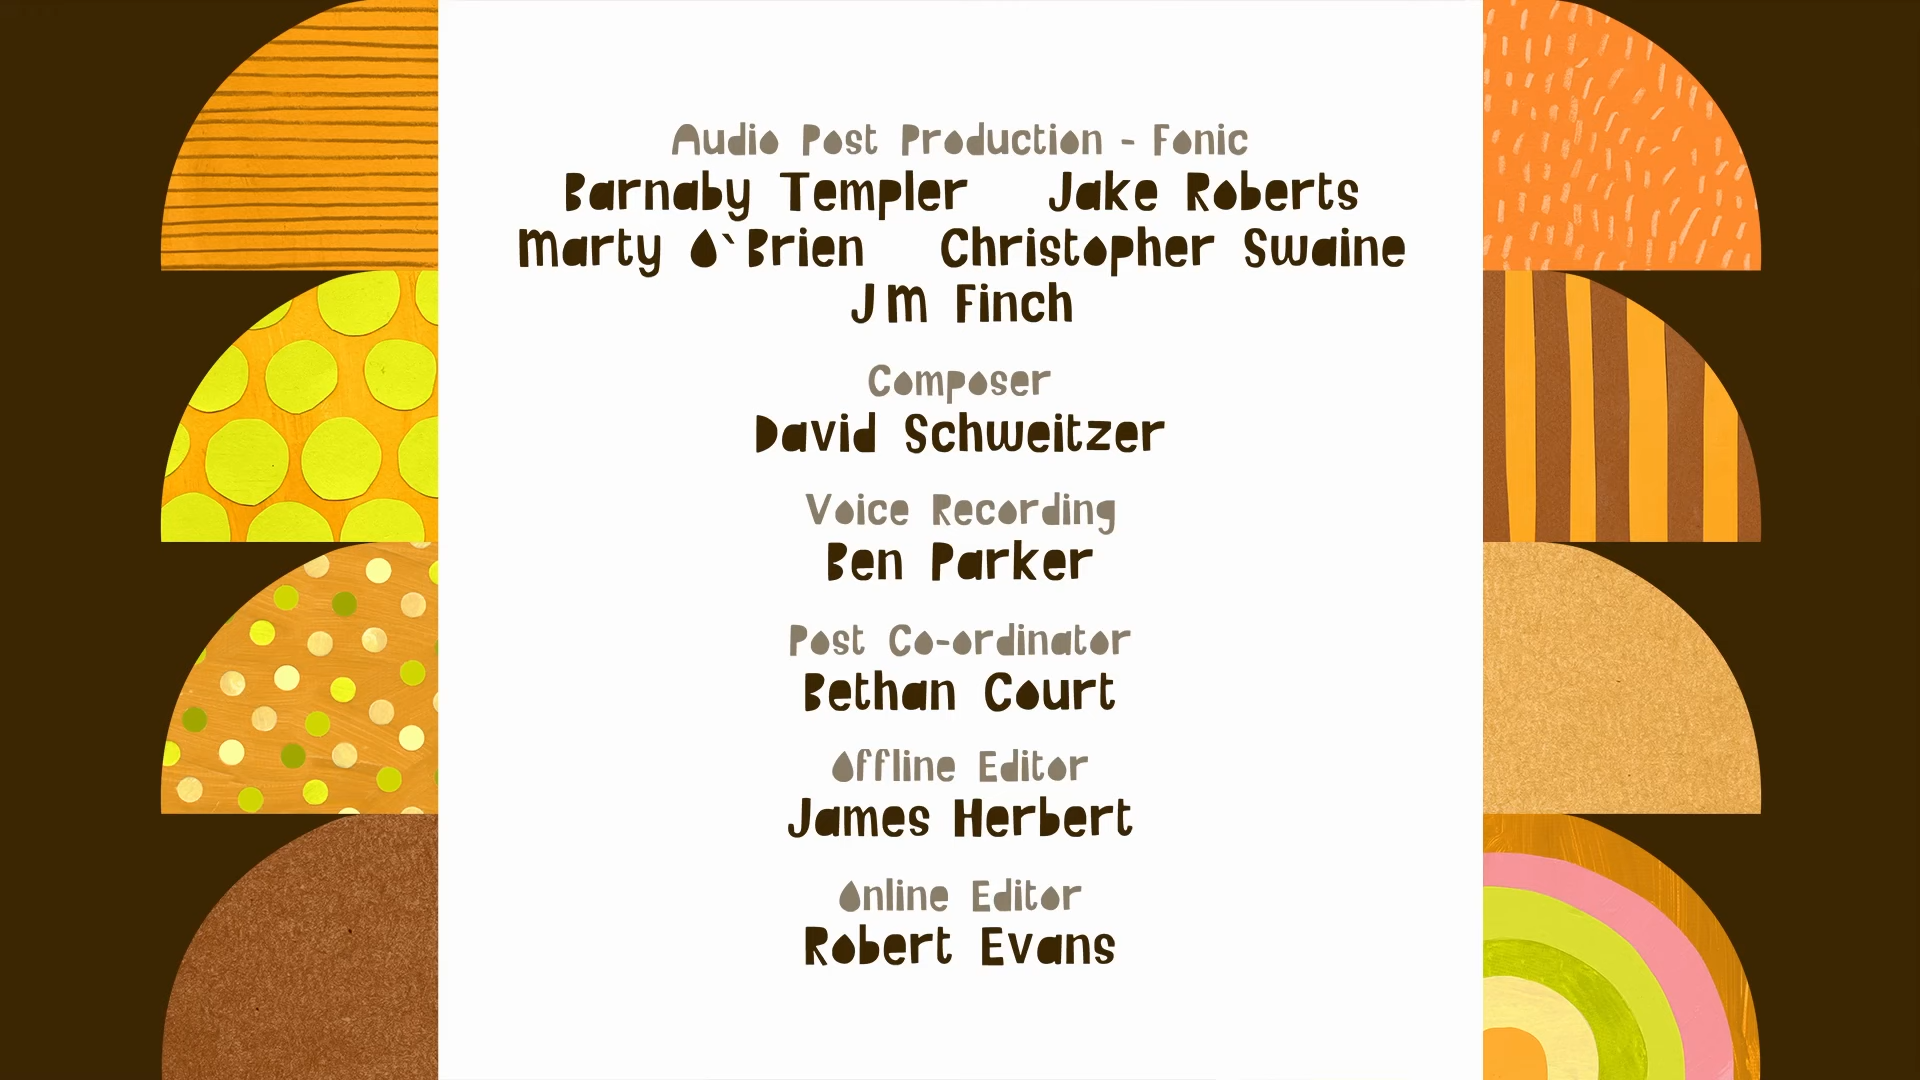 Audio Post Production - Fonic
Barnaby Templer Jake Roberts
Marty O`Brien Christopher Swaine
JM Finch
Composer
David Schweitzer
Voice Recording
Ben Parker
Post Co-ordinator
Bethan Court
Offline Editor
James Herbert
Online Editor
Robert Evans